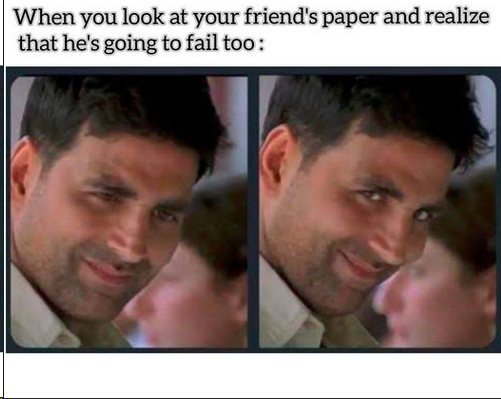 When you look at your friend's paper and realize
that he's going to fail too :